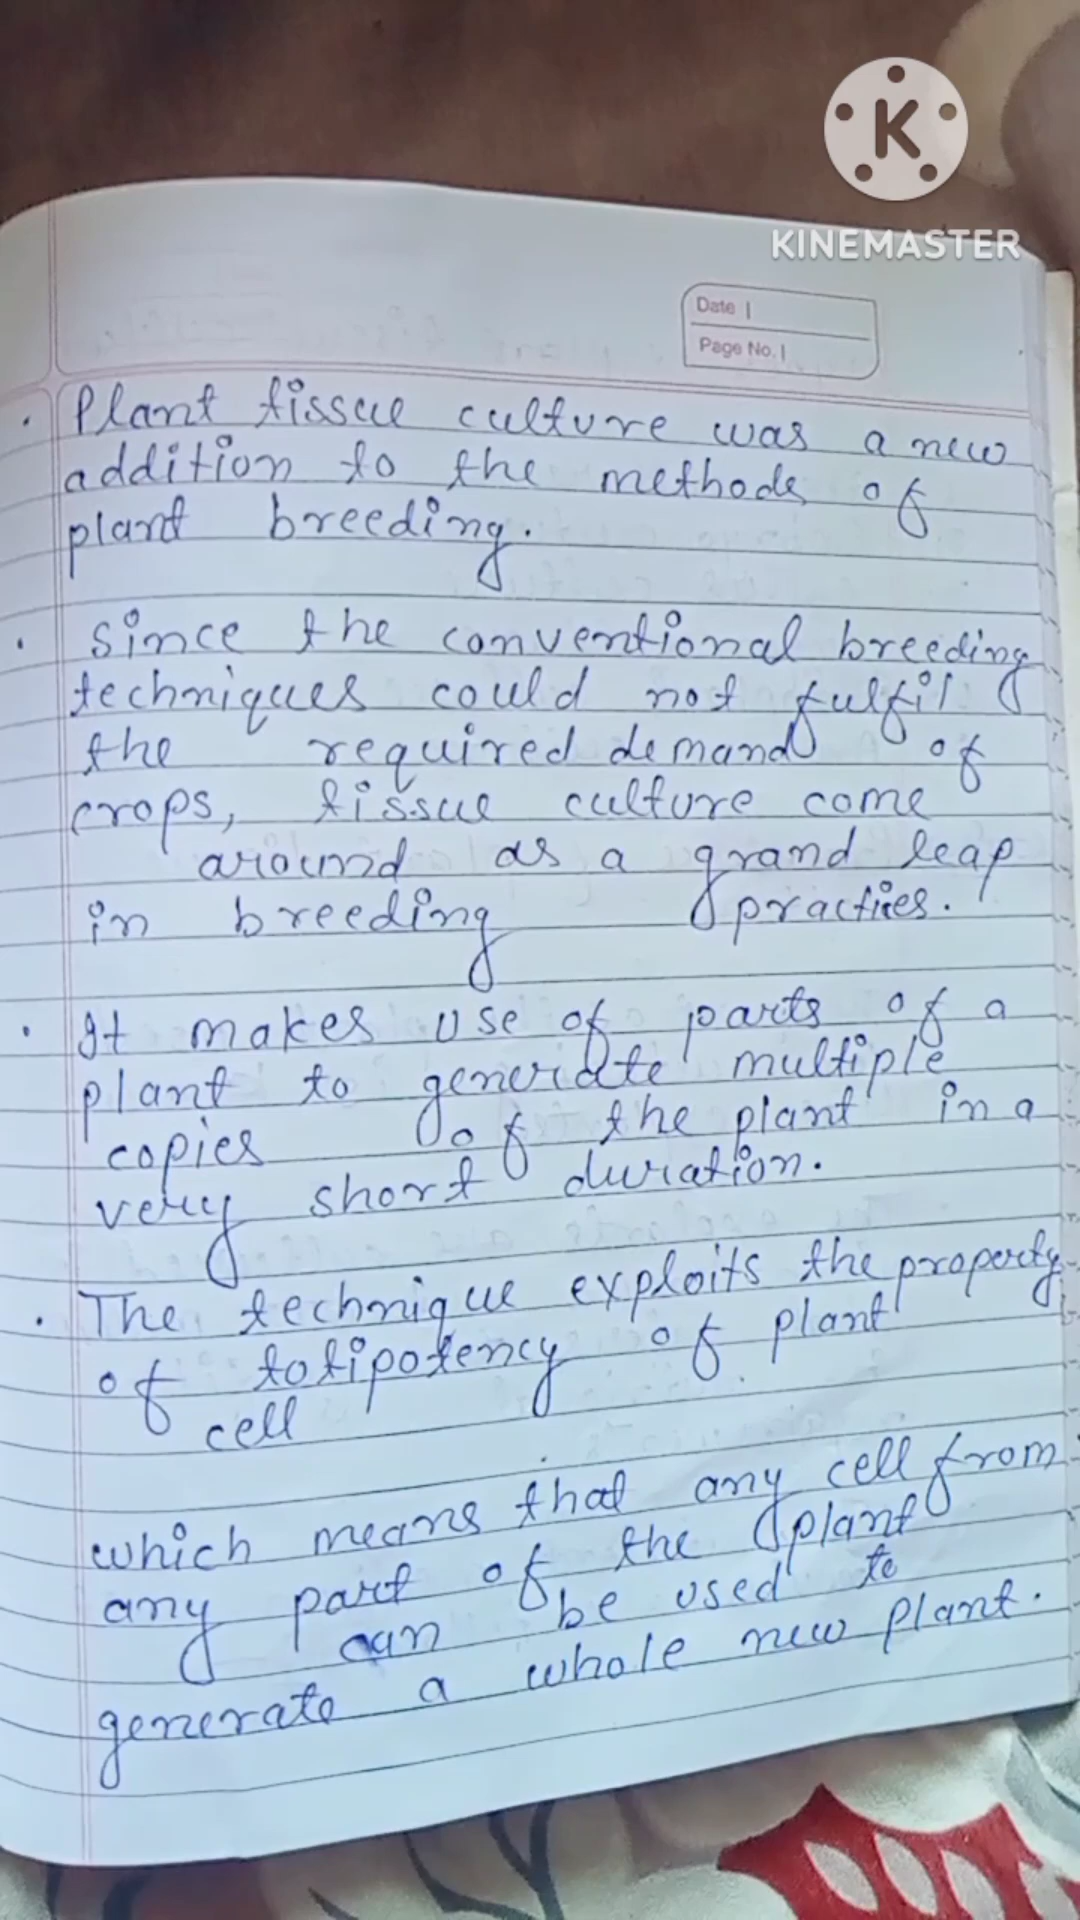 KINEMASTER
Date |
Page No. |
• Plant tissue culture was a new
addition to the methods of
plant breeding.
• Since the conventional breeding
techniques could not fulfil
the required demand of
crops, tissue culture come
around as a grand leap
in breeding practies.
• It makes use of parts of a
plant to generate multiple
copies of the plant in a
very short duration.
• The technique exploits the property
of totipotency of plant
cell
which means that any cell from
any part of the plant
can be used to
generate a whole new plant.